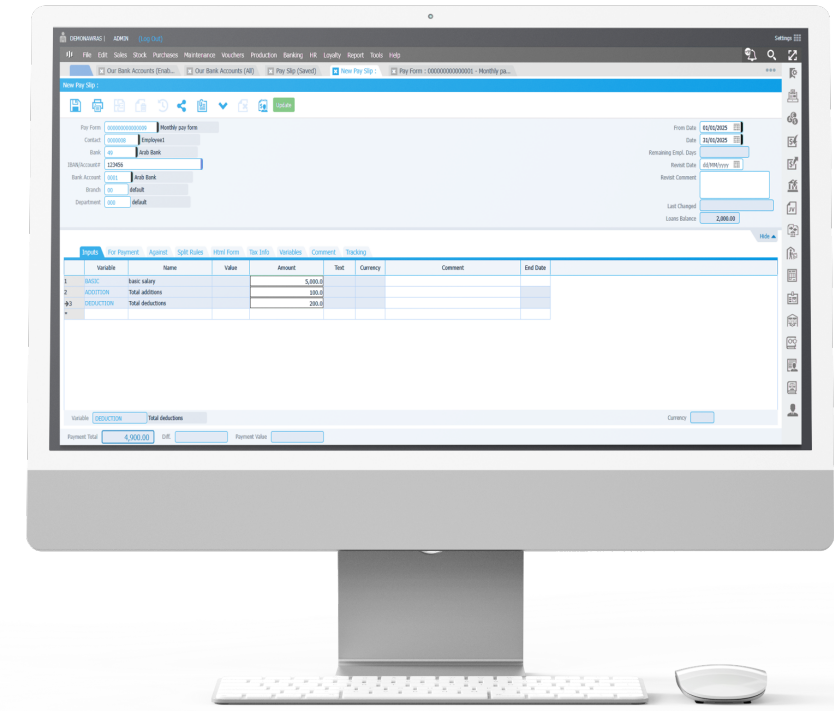 DEMONAWRAS | ADMIN (Log Out) Settings
File Edit Sales Stock Purchases Maintenance Vouchers Production Banking HR Loyalty Report Tools Help
Our Bank Accounts (Enab... Our Bank Accounts (All) Pay Slip (Saved) New Pay Slip : Pay Form : 000000000000001 - Monthly pa...
New Pay Slip :
Update
Pay Form Monthly pay form From Date 01/01/2025
Contact 0000008 Employee1 Date 31/01/2025
Bank 49 Arab Bank Remaining Empl. Days
IBAN/Account# 123456 Revisit Date dd/MM/yyyy
Bank Account 0001 Arab Bank Revisit Comment
Branch 00 default
Department 000 default Last Changed
Loans Balance 2,000.00
Hide
Inputs For Payment Against Split Rules Html Form Tax Info Variables Comment Tracking
Variable Name Value Amount Text Currency Comment End Date
1 BASIC basic salary 5,000.0
2 ADDITION Total additions 100.0
3 DEDUCTION Total deductions 200.0
*
Variable DEDUCTION Total deductions Currency
Payment Total 4,900.00 Diff. Payment Value